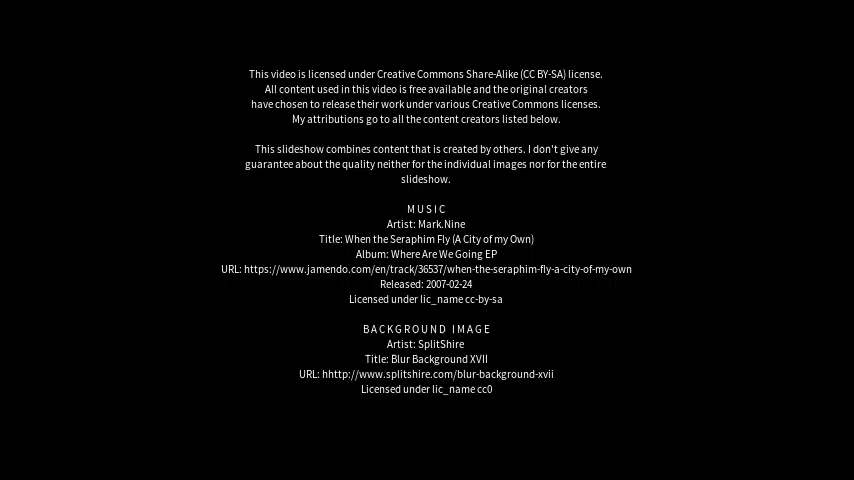 This video is licensed under Creative Commons Share-Alike (CC BY-SA) license.
All content used in this video is free available and the original creators
have chosen to release their work under various Creative Commons licenses.
My attributions go to all the content creators listed below.
This slideshow combines content that is created by others. I don't give any
guarantee about the quality neither for the individual images nor for the entire
slideshow.
M U S I C
Artist: Mark.Nine
Title: When the Seraphim Fly (A City of my Own)
Album: Where Are We Going EP
URL: https://www.jamendo.com/en/track/36537/when-the-seraphim-fly-a-city-of-my-own
Released: 2007-02-24
Licensed under lic_name cc-by-sa
B A C K G R O U N D   I M A G E
Artist: SplitShire
Title: Blur Background XVII
URL: hhttp://www.splitshire.com/blur-background-xvii
Licensed under lic_name cc0